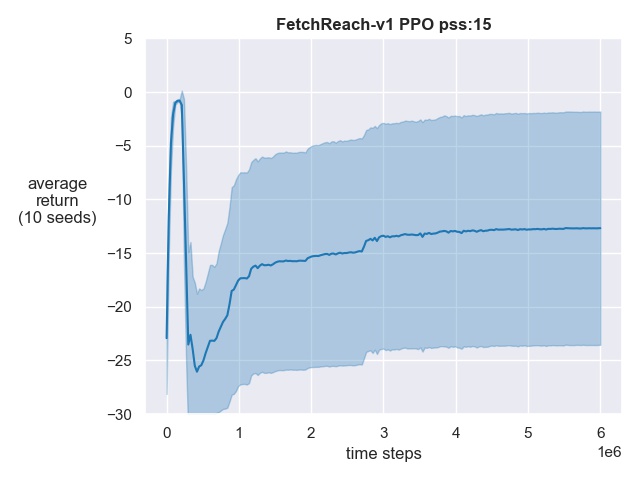 FetchReach-v1 PPO pss:15
5
0
−5
−10
−15
−20
−25
−30
average
return
(10 seeds)
0 1 2 3 4 5 6
1e6
time steps